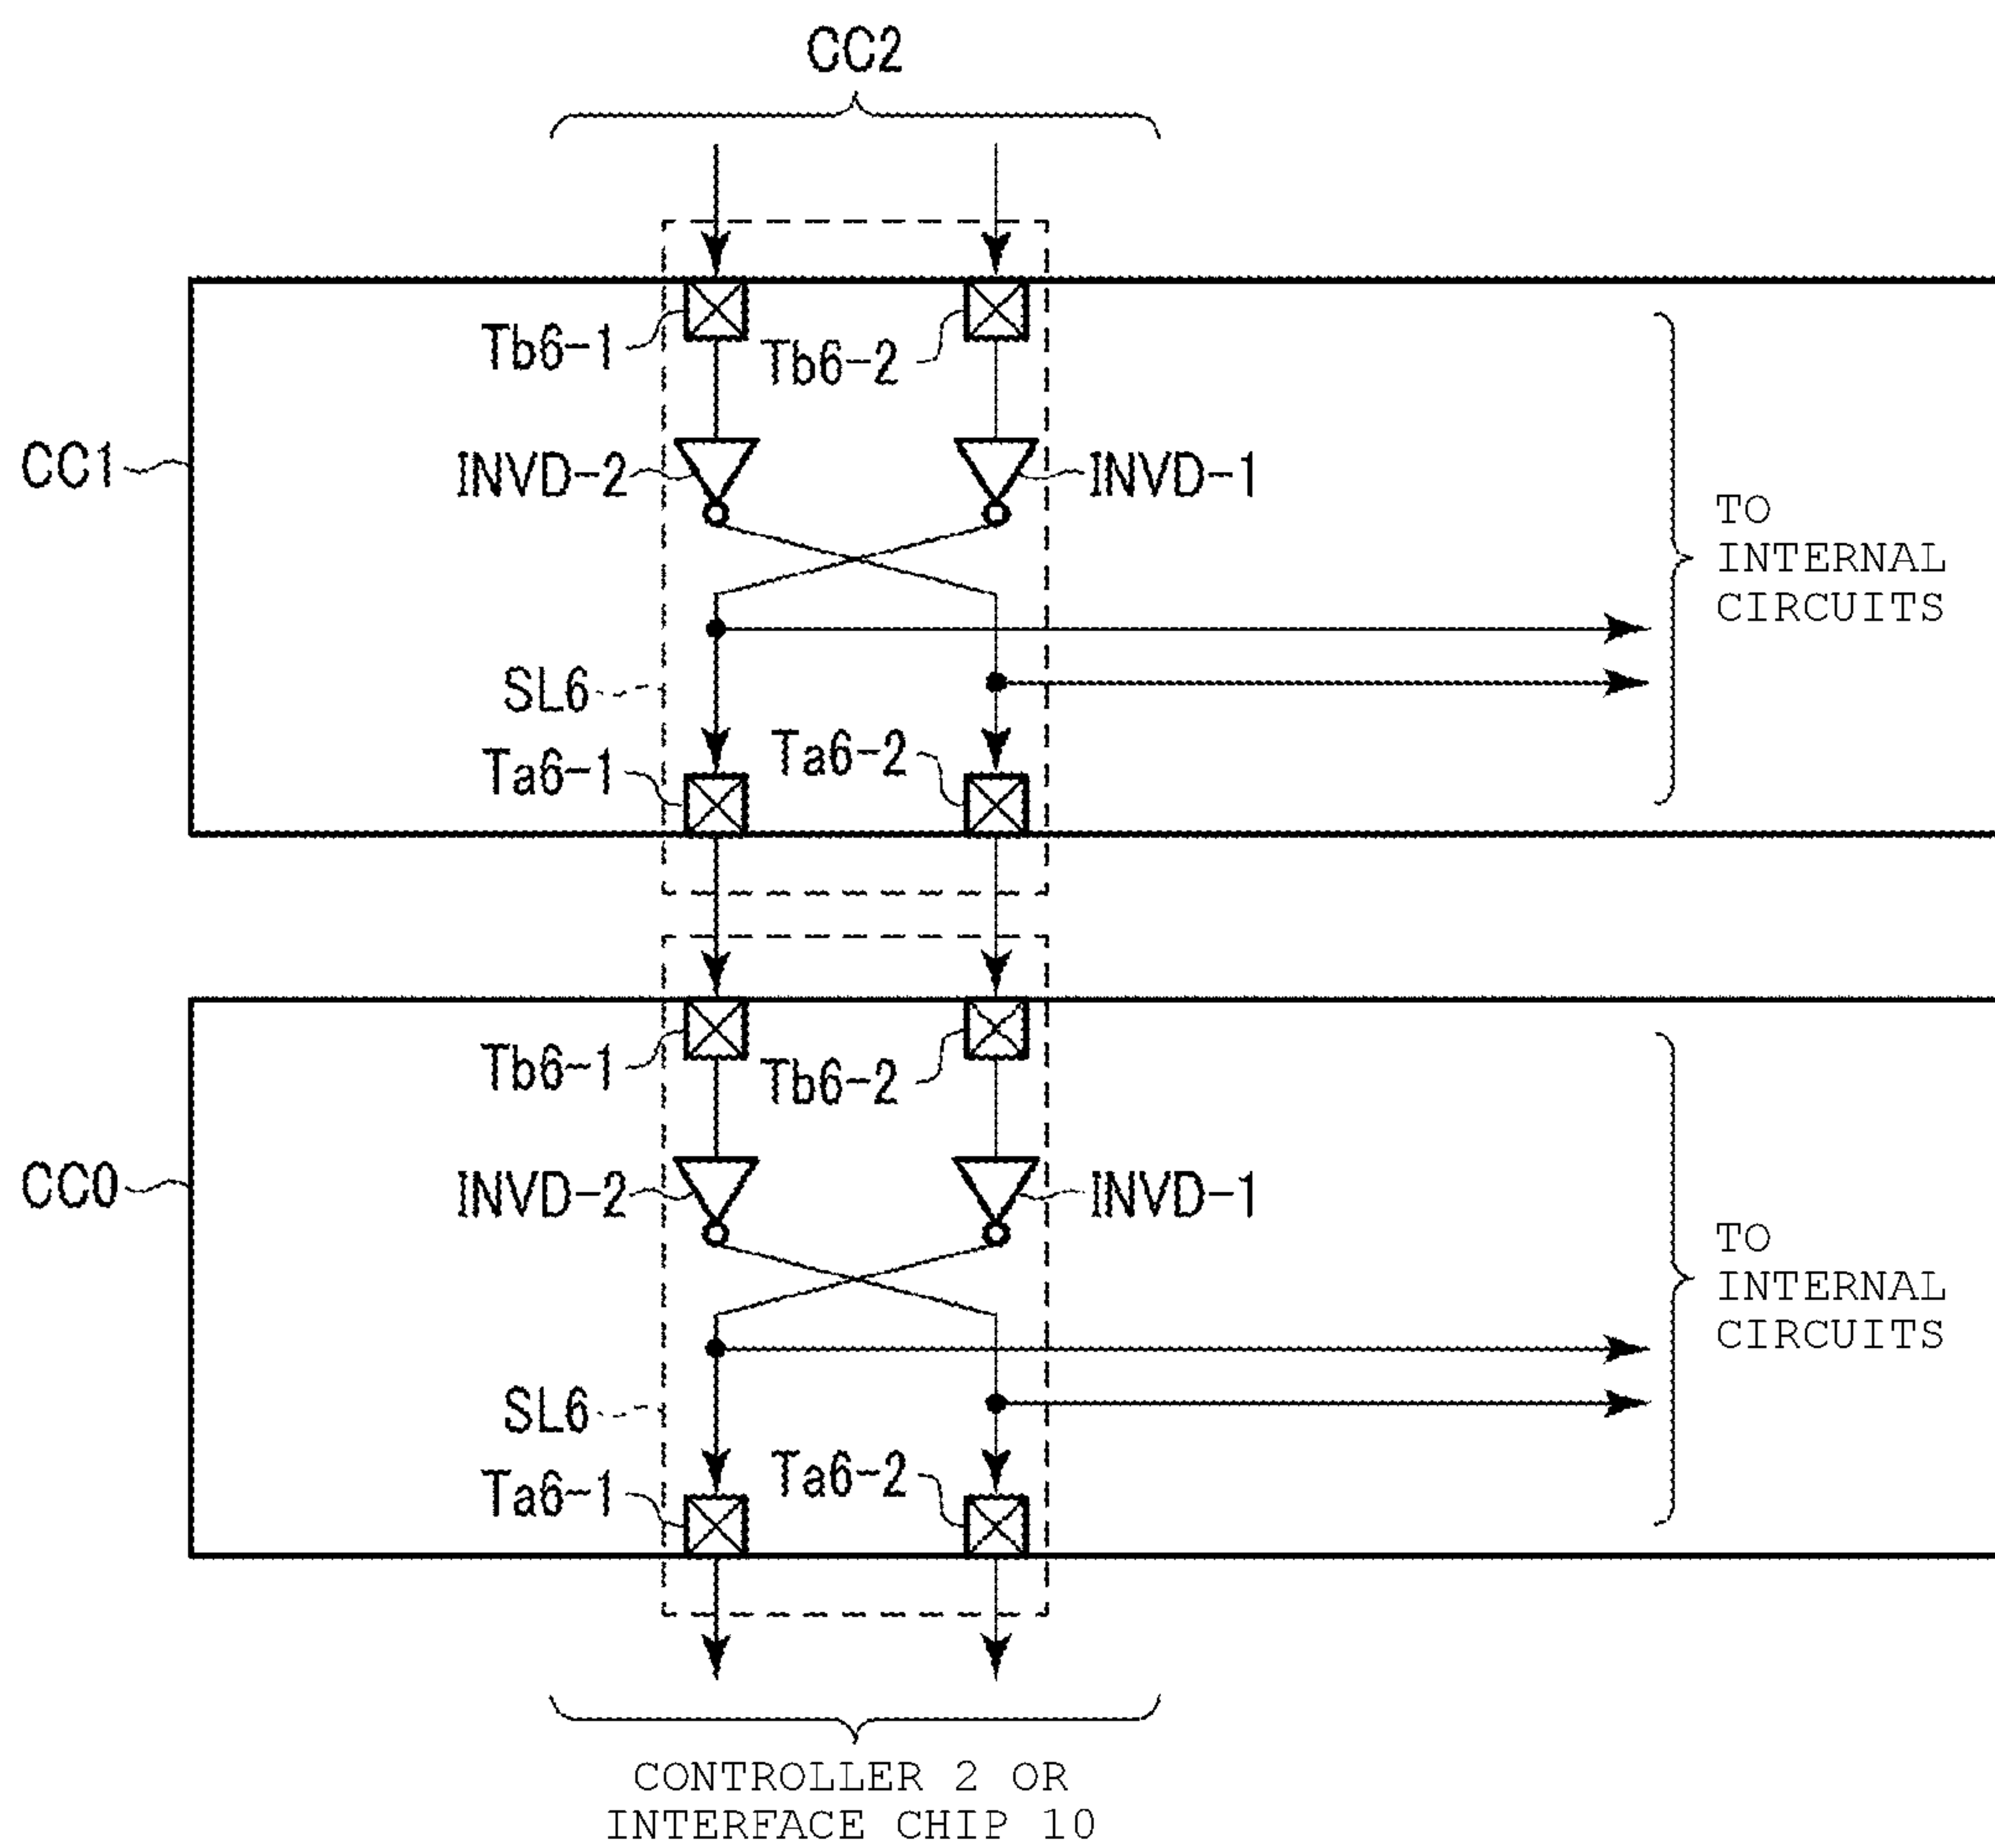 CC2
Tb6-1
Tb6-2
CC1
INVD-2
INVD-1
TO
INTERNAL
CIRCUITS
SL6
Ta6-1
Ta6-2
Tb6-1
Tb6-2
CC0
INVD-2
INVD-1
TO
INTERNAL
CIRCUITS
SL6
Ta6-1
Ta6-2
CONTROLLER 2 OR
INTERFACE CHIP 10